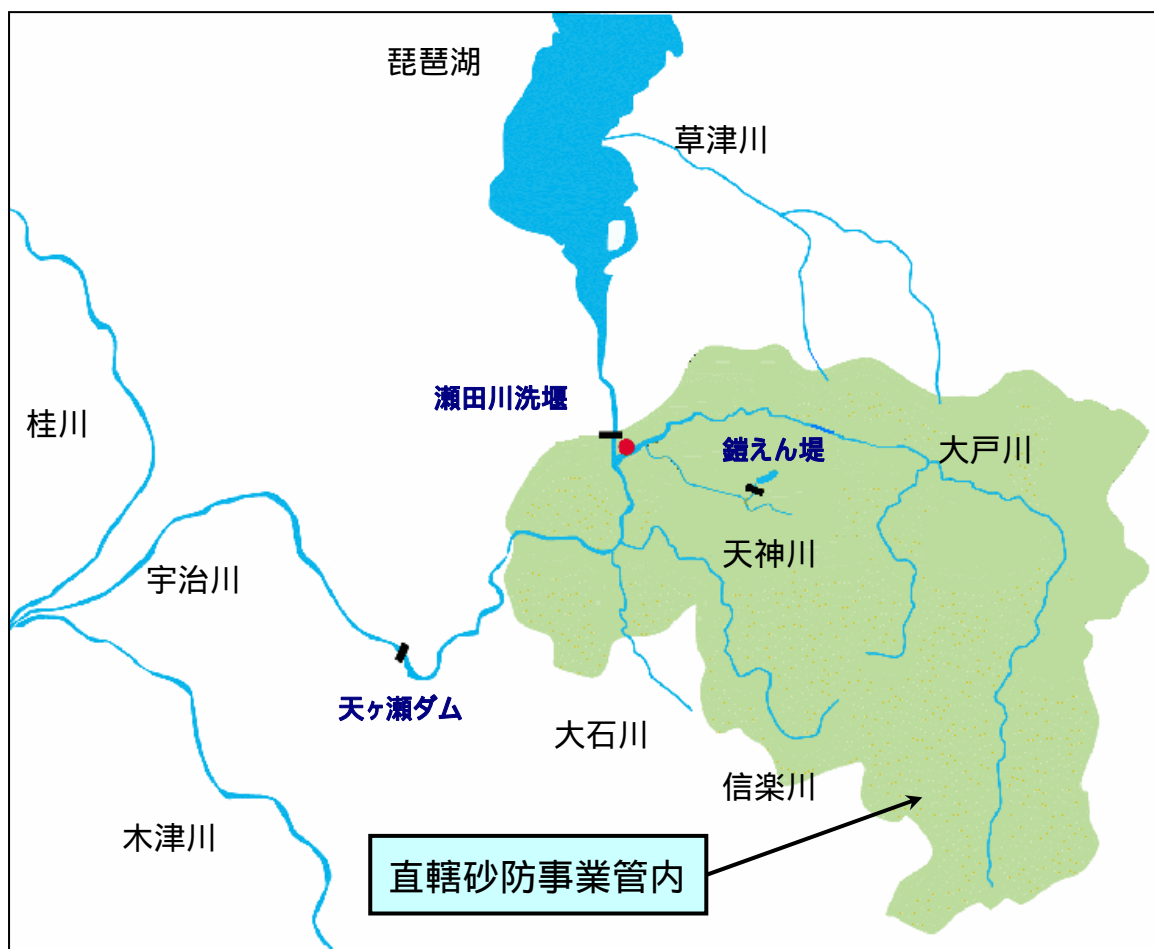 琵琶湖
草津川
瀬田川洗堰
桂川
鎧えん堤
大戸川
天神川
宇治川
天ヶ瀬ダム
大石川
信楽川
木津川
直轄砂防事業管内